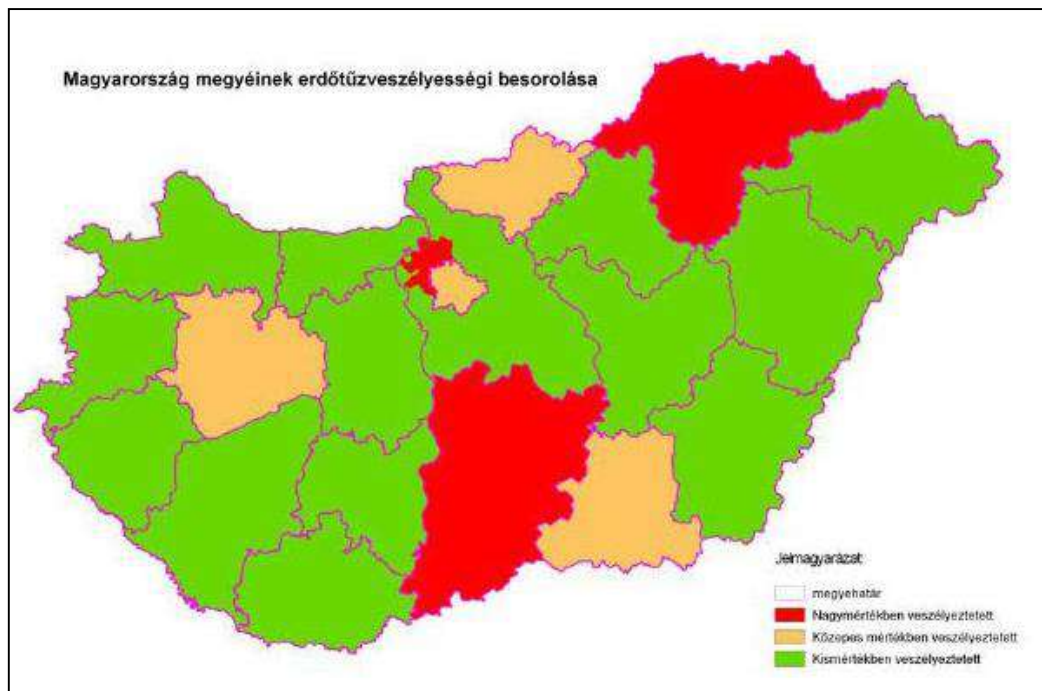 Magyarország megyéinek erdőtűzveszélyességi besorolása
Jelmagyarázat
megyehatár
Nagymértékben veszélyeztetett
Közepes mértékben veszélyeztetett
Kismértékben veszélyeztetett